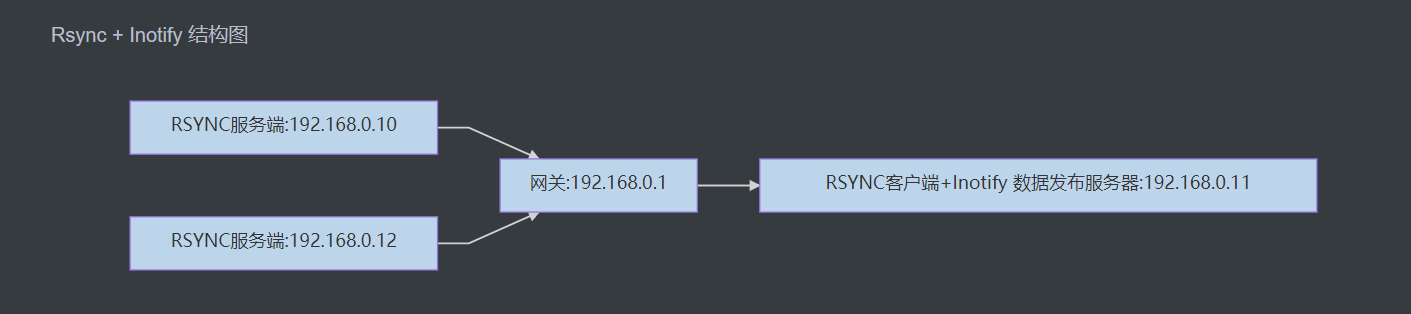 Rsync + Inotify 结构图
RSYNC服务端:192.168.0.10
网关:192.168.0.1
RSYNC客户端+Inotify 数据发布服务器:192.168.0.11
RSYNC服务端:192.168.0.12